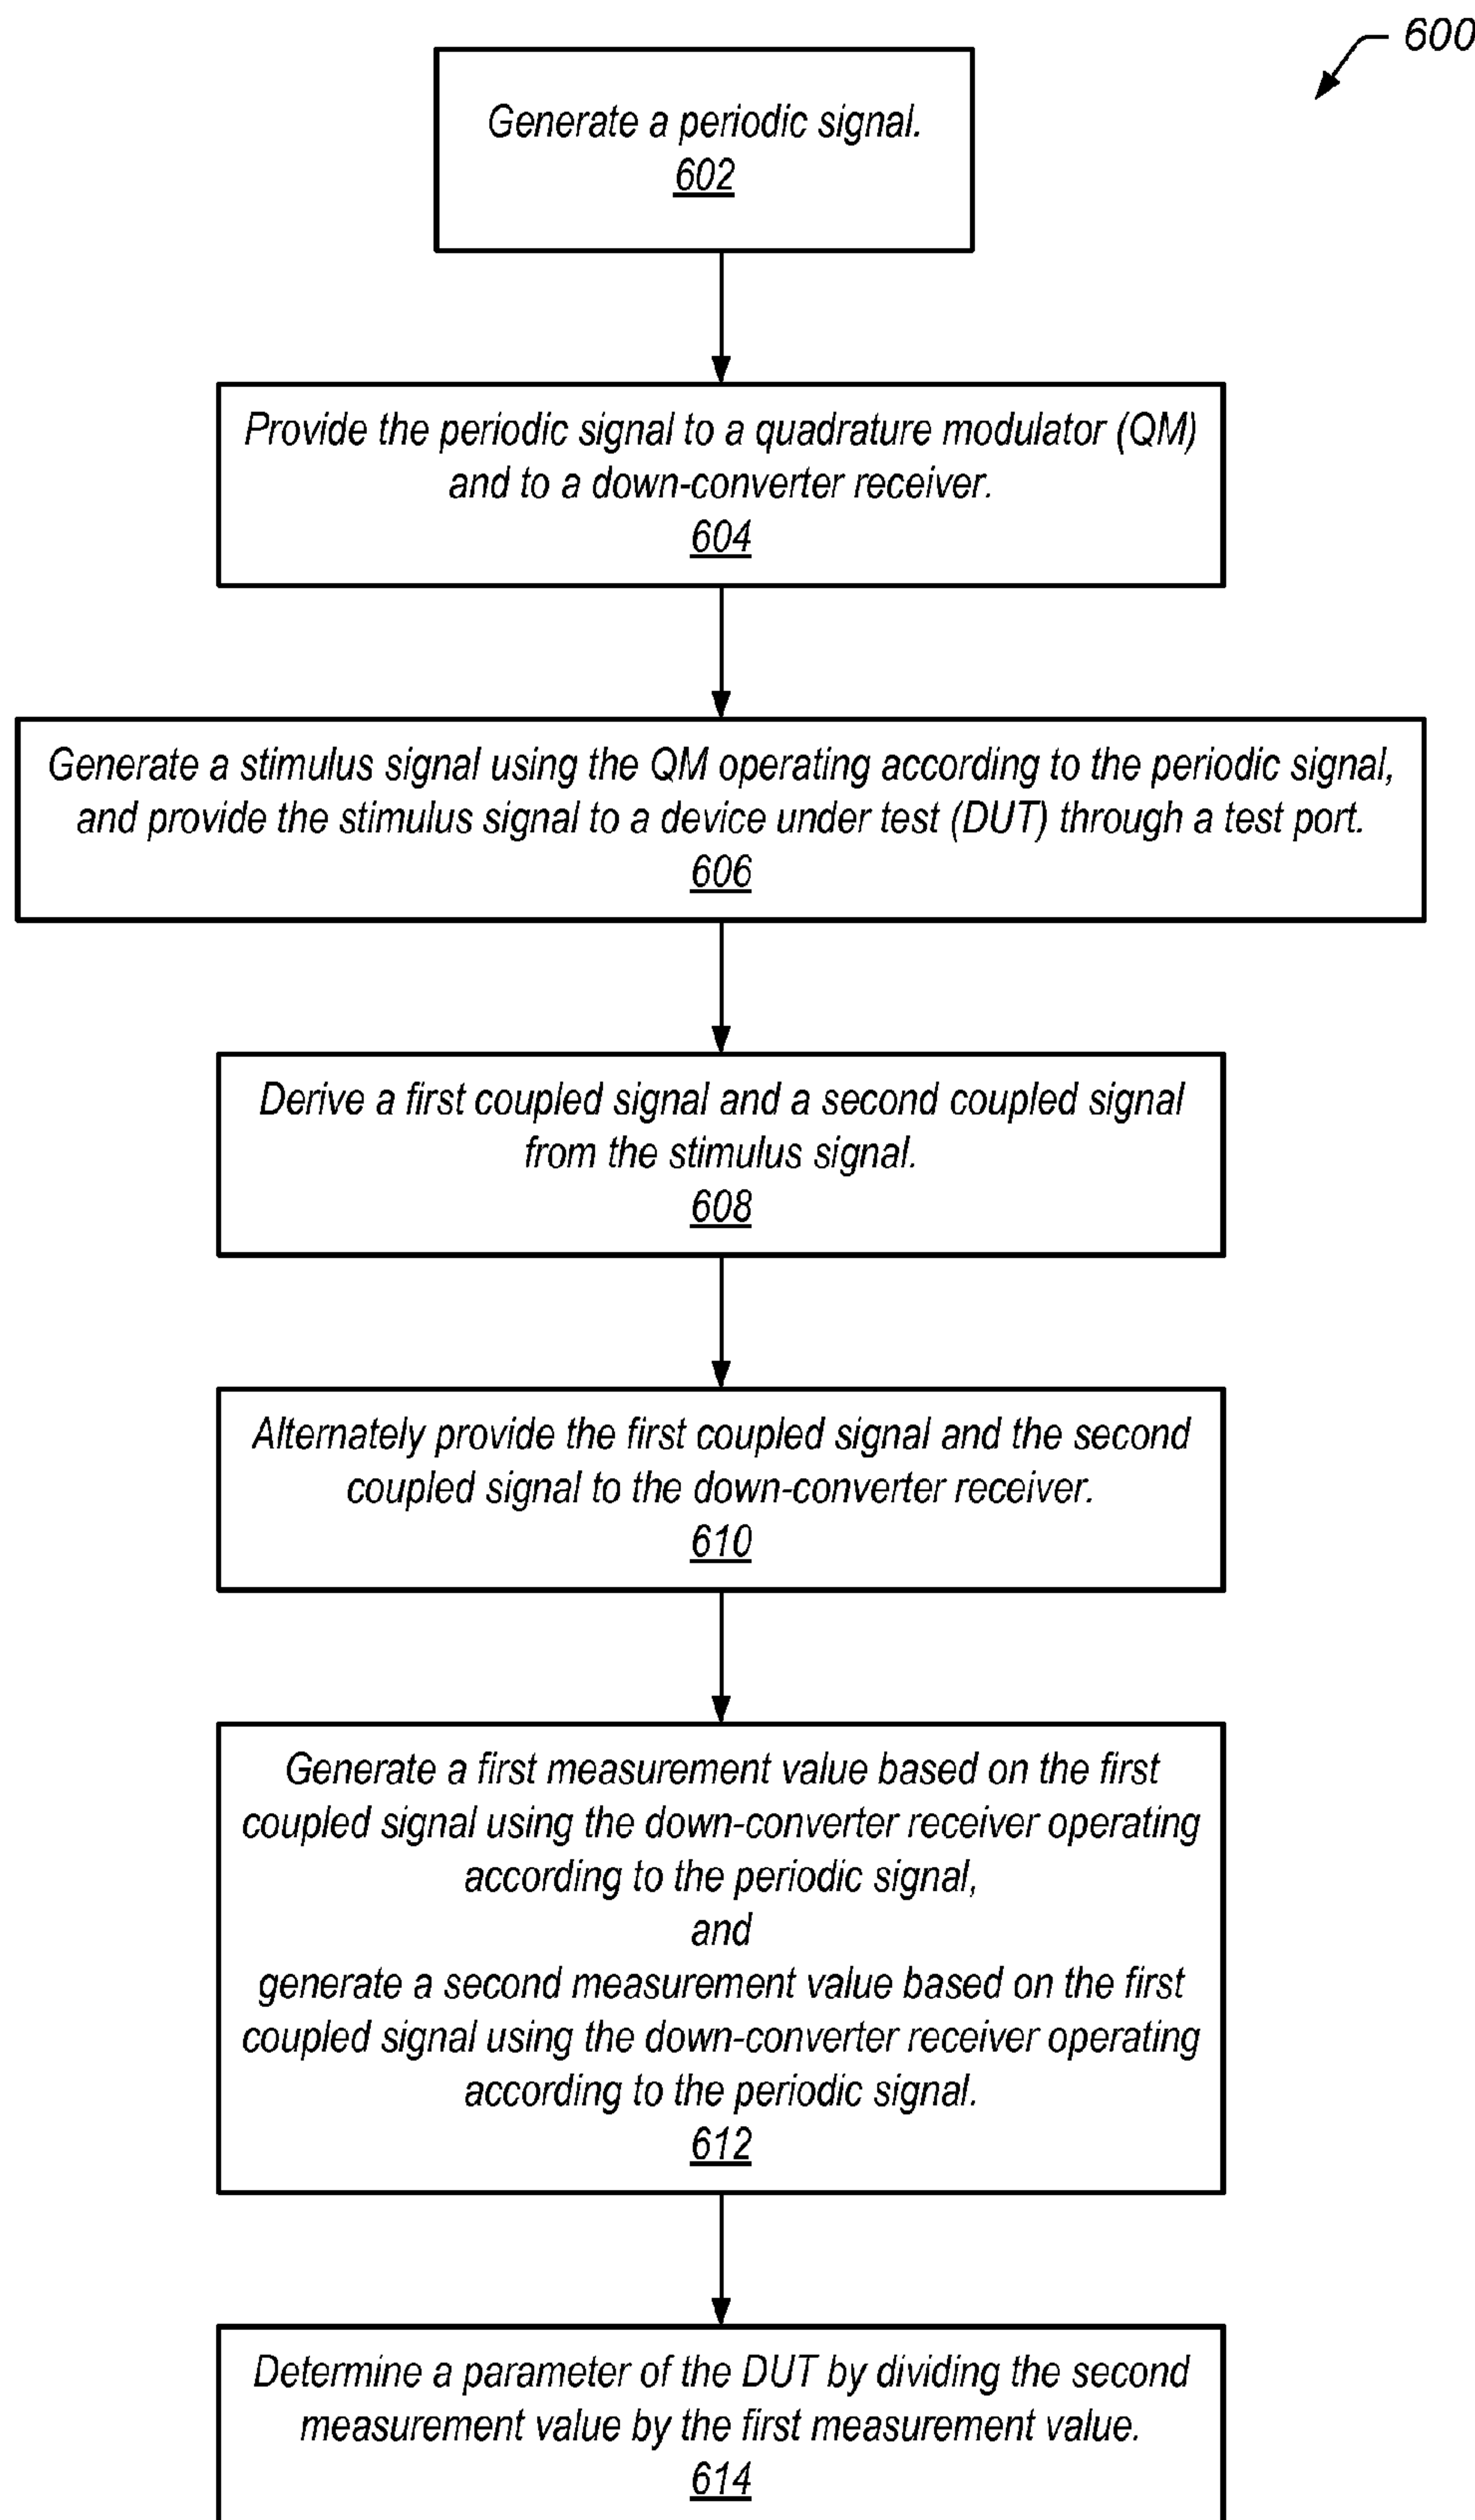 600
Generate a periodic signal.
602
Provide the periodic signal to a quadrature modulator (QM)
and to a down-converter receiver.
604
Generate a stimulus signal using the QM operating according to the periodic signal,
and provide the stimulus signal to a device under test (DUT) through a test port.
606
Derive a first coupled signal and a second coupled signal
from the stimulus signal.
608
Alternately provide the first coupled signal and the second
coupled signal to the down-converter receiver.
610
Generate a first measurement value based on the first
coupled signal using the down-converter receiver operating
according to the periodic signal,
and
generate a second measurement value based on the first
coupled signal using the down-converter receiver operating
according to the periodic signal.
612
Determine a parameter of the DUT by dividing the second
measurement value by the first measurement value.
614